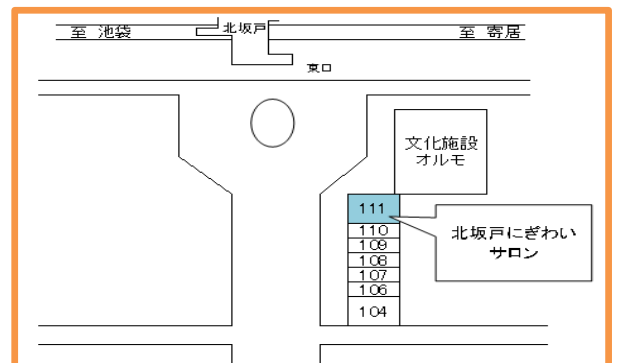 至 池袋
北坂戸
至 寄居
東口
文化施設
オルモ
111
110
109
108
107
106
104
北坂戸にぎわい
サロン